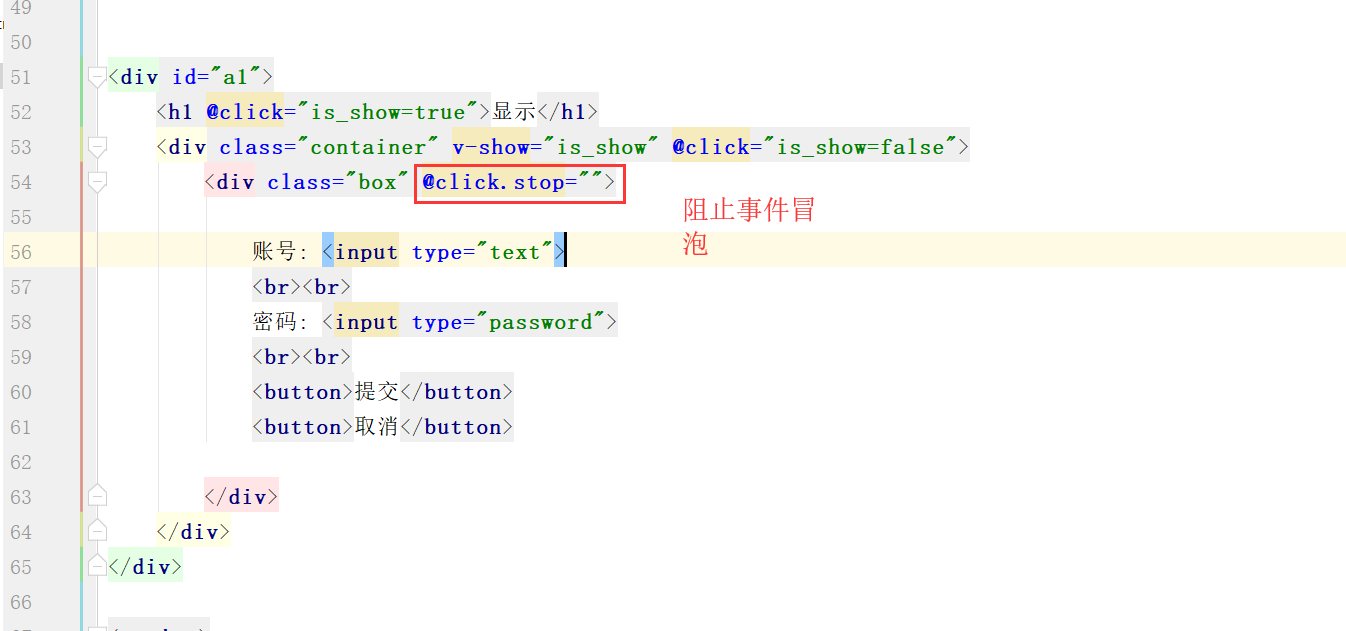 49
50
51 <div id="a1">
52 <h1 @click="is_show=true">显示</h1>
53 <div class="container" v-show="is_show" @click="is_show=false">
54 <div class="box" @click.stop="">
55
阻止事件冒
泡
56 账号: <input type="text">
57 <br><br>
58 密码: <input type="password">
59 <br><br>
60 <button>提交</button>
61 <button>取消</button>
62
63 </div>
64 </div>
65 </div>
66